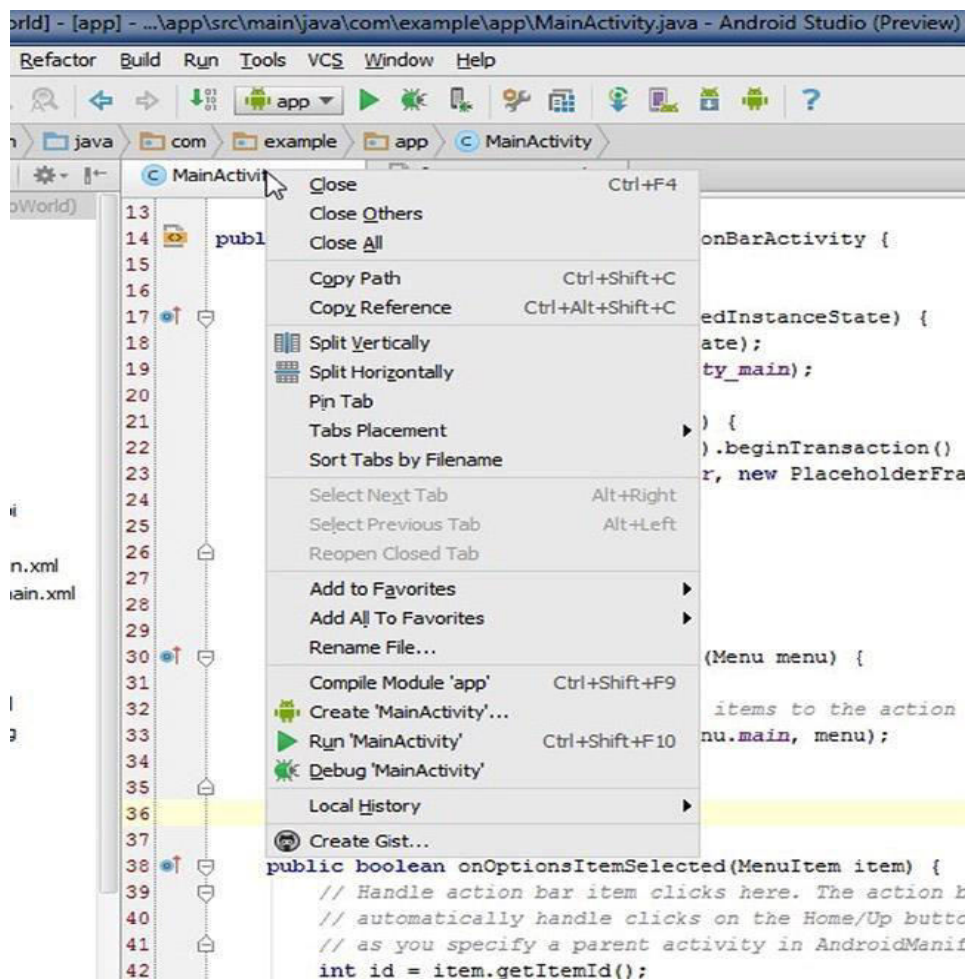 orld] - [app] - ...\app\src\main\java\com\example\app\MainActivity.java - Android Studio (Preview)
Refactor Build Run Tools VCS Window Help
app
java com example app MainActivity
MainActivit
oWorld)
Close Ctrl+F4
Close Others
Close All
Copy Path Ctrl+Shift+C
Copy Reference Ctrl+Alt+Shift+C
Split Vertically
Split Horizontally
Pin Tab
Tabs Placement
Sort Tabs by Filename
Select Next Tab Alt+Right
Select Previous Tab Alt+Left
Reopen Closed Tab
Add to Favorites
Add All To Favorites
Rename File...
Compile Module 'app' Ctrl+Shift+F9
Create 'MainActivity'...
Run 'MainActivity' Ctrl+Shift+F10
Debug 'MainActivity'
Local History
Create Gist...
n.xml
ain.xml
13
14 publ onBarActivity {
15
16
17 edInstanceState) {
18 ate);
19 ty_main);
20
21 ) {
22 ).beginTransaction()
23 r, new PlaceholderFra
24
25
26
27
28
29
30 (Menu menu) {
31
32 items to the action
33 nu.main, menu);
34
35
36
37
38 public boolean onOptionsItemSelected(MenuItem item) {
39 // Handle action bar item clicks here. The action b
40 // automatically handle clicks on the Home/Up butto
41 // as you specify a parent activity in AndroidManif
42 int id = item.getItemId();